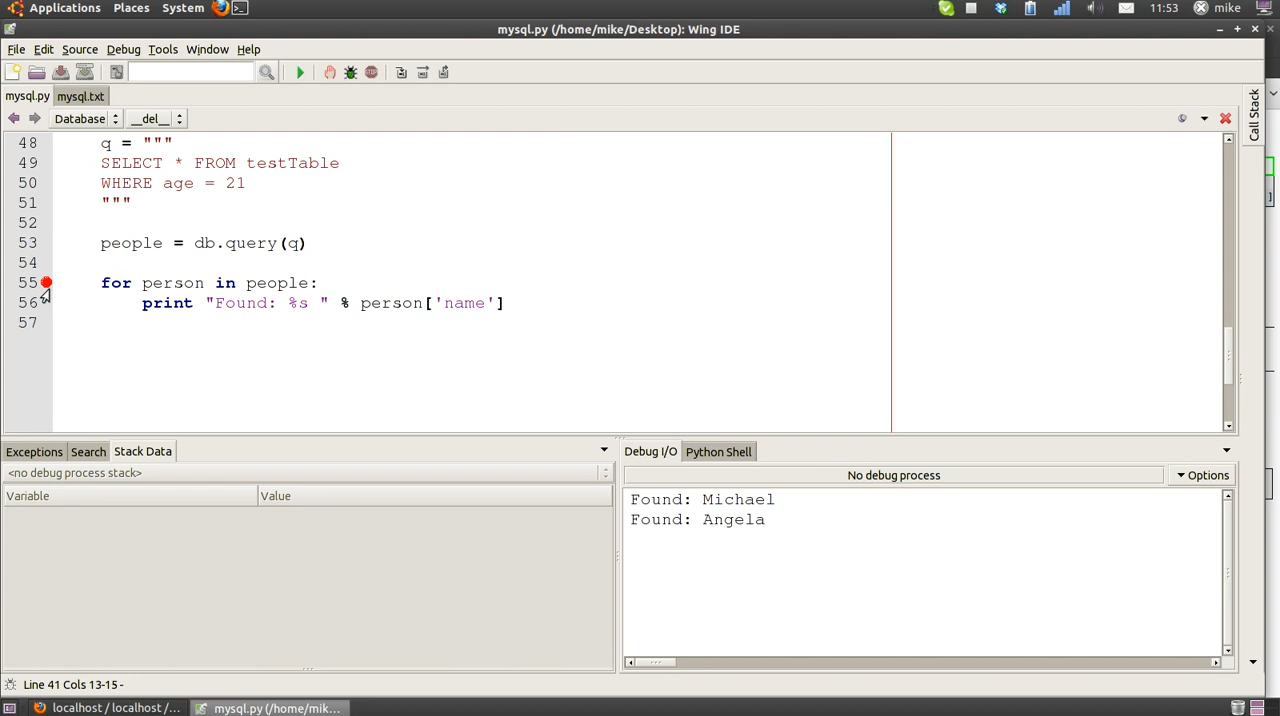 Applications Places System 11:53 mike
mysql.py (/home/mike/Desktop): Wing IDE
File Edit Source Debug Tools Window Help
mysql.py mysql.txt
Database __del__
48 q = """
49 SELECT * FROM testTable
50 WHERE age = 21
51 """
52
53 people = db.query(q)
54
55 for person in people:
56 print "Found: %s " % person['name']
57
Call Stack
Exceptions Search Stack Data
Debug I/O Python Shell
<no debug process stack>
No debug process Options
Variable Value
Found: Michael
Found: Angela
Line 41 Cols 13-15 -
localhost / localhost /... mysql.py (/home/mik...